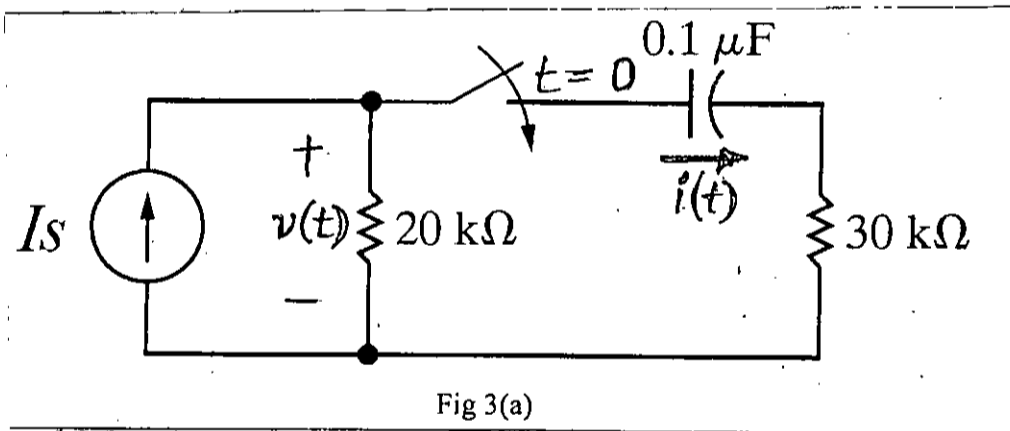 0.1 μF
t = 0
+
i(t)
Is
v(t)
20 kΩ
30 kΩ
−
Fig 3(a)